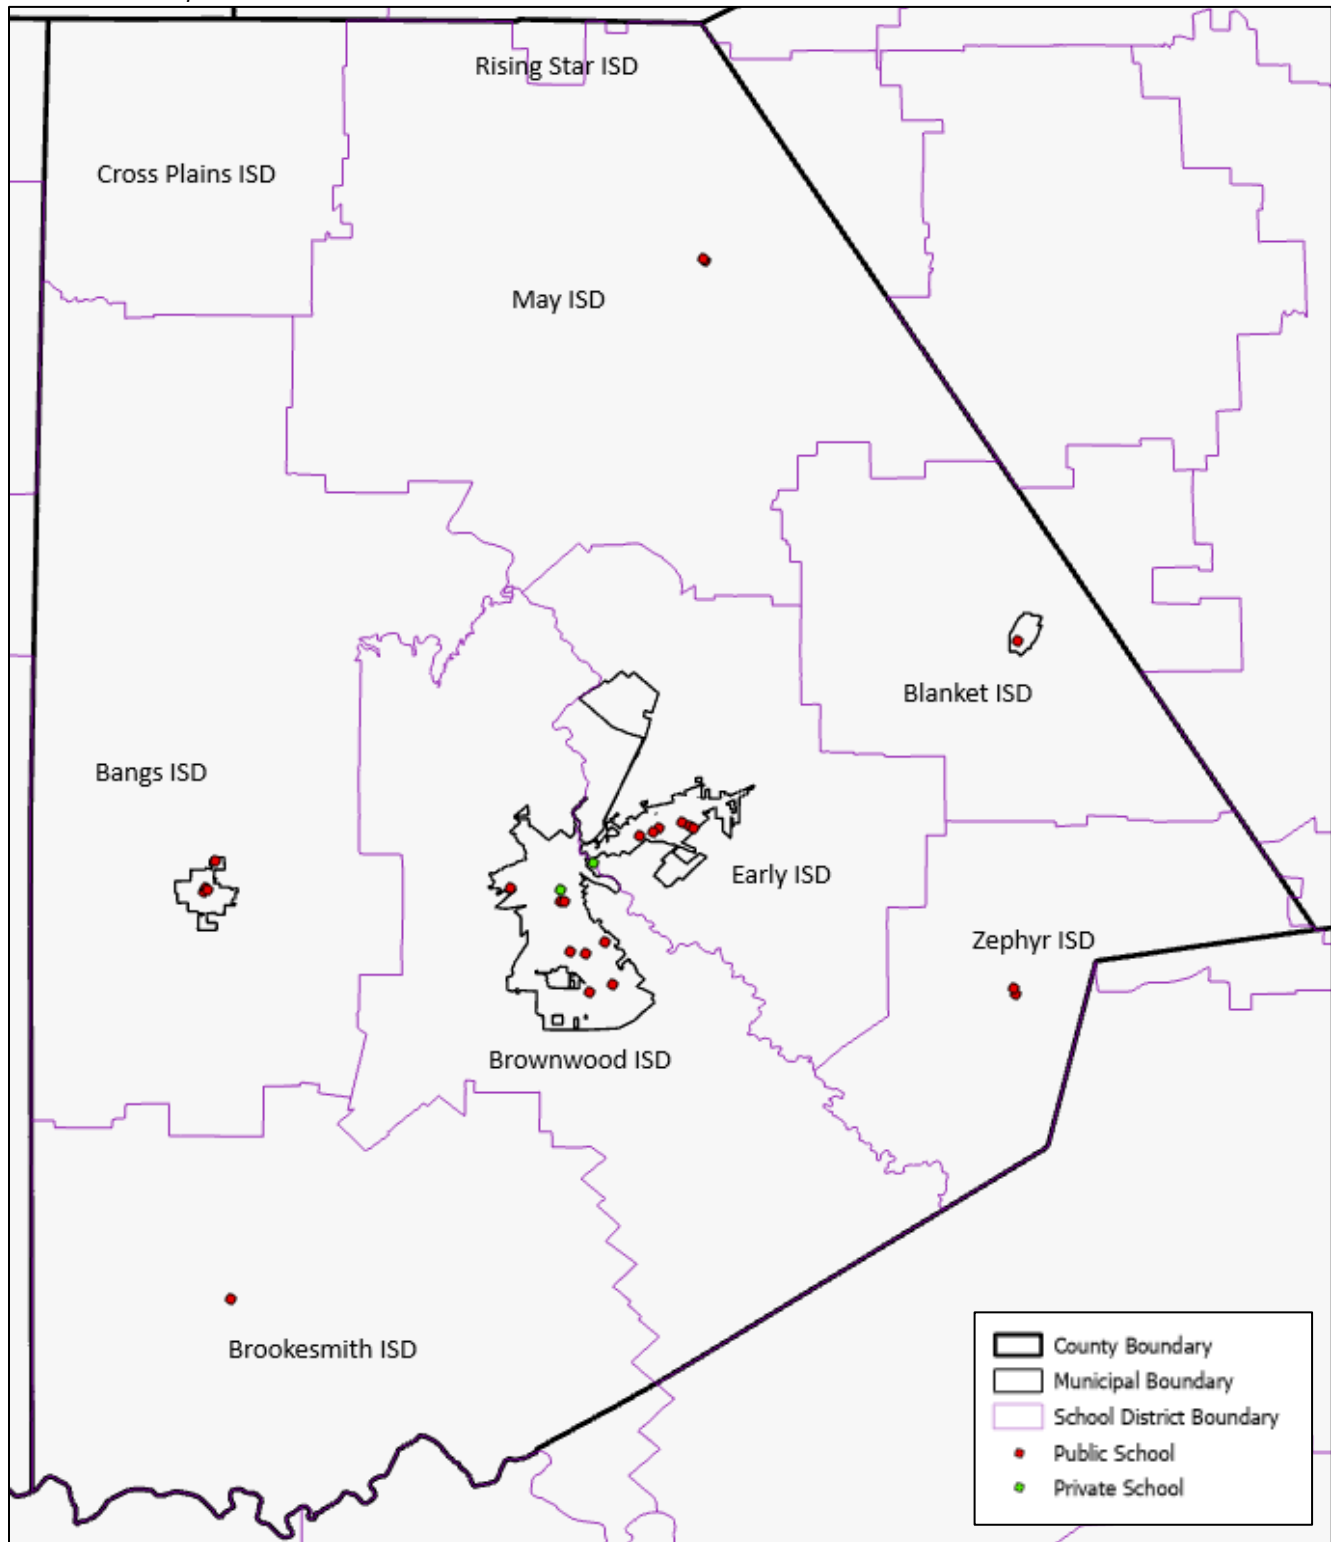 Rising Star ISD
Cross Plains ISD
May ISD
Blanket ISD
Bangs ISD
Early ISD
Zephyr ISD
Brownwood ISD
Brookesmith ISD
County Boundary
Municipal Boundary
School District Boundary
Public School
Private School